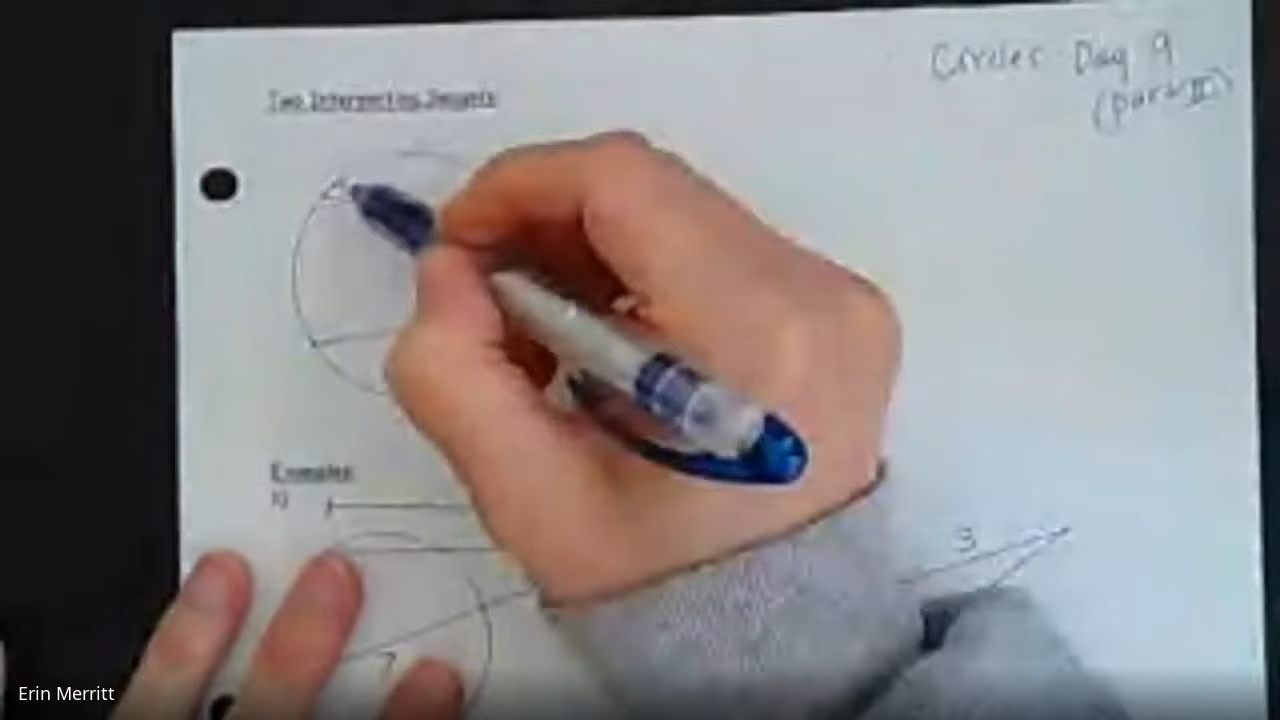 Circles Day 9
(part II)
Two Intersecting Secants
Examples
1)
3
7
Erin Merritt